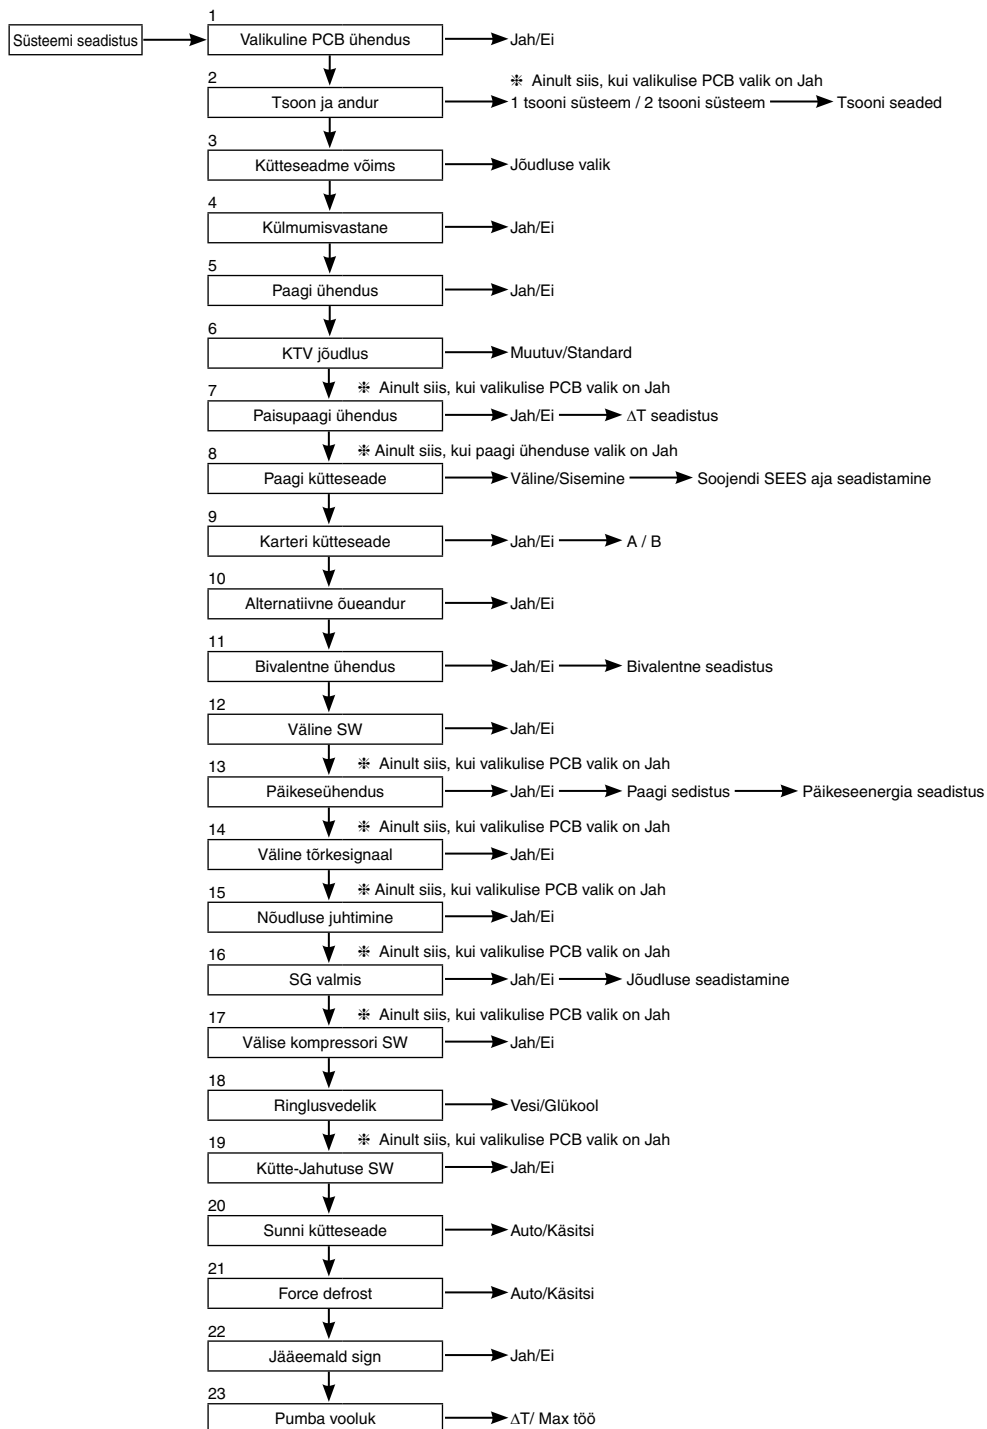 1
Süsteemi seadistus Valikuline PCB ühendus Jah/Ei
2 ❈ Ainult siis, kui valikulise PCB valik on Jah
Tsoon ja andur 1 tsooni süsteem / 2 tsooni süsteem Tsooni seaded
3
Kütteseadme võims Jõudluse valik
4
Külmumisvastane Jah/Ei
5
Paagi ühendus Jah/Ei
6
KTV jõudlus Muutuv/Standard
7 ❈ Ainult siis, kui valikulise PCB valik on Jah
Paisupaagi ühendus Jah/Ei ΔT seadistus
8 ❈ Ainult siis, kui paagi ühenduse valik on Jah
Paagi kütteseade Väline/Sisemine Soojendi SEES aja seadistamine
9
Karteri kütteseade Jah/Ei A / B
10
Alternatiivne õueandur Jah/Ei
11
Bivalentne ühendus Jah/Ei Bivalentne seadistus
12
Väline SW Jah/Ei
13 ❈ Ainult siis, kui valikulise PCB valik on Jah
Päikeseühendus Jah/Ei Paagi sedistus Päikeseenergia seadistus
14 ❈ Ainult siis, kui valikulise PCB valik on Jah
Väline tõrkesignaal Jah/Ei
15 ❈ Ainult siis, kui valikulise PCB valik on Jah
Nõudluse juhtimine Jah/Ei
16 ❈ Ainult siis, kui valikulise PCB valik on Jah
SG valmis Jah/Ei Jõudluse seadistamine
17 ❈ Ainult siis, kui valikulise PCB valik on Jah
Välise kompressori SW Jah/Ei
18
Ringlusvedelik Vesi/Glükool
19 ❈ Ainult siis, kui valikulise PCB valik on Jah
Kütte-Jahutuse SW Jah/Ei
20
Sunni kütteseade Auto/Käsitsi
21
Force defrost Auto/Käsitsi
22
Jääeemald sign Jah/Ei
23
Pumba vooluk ΔT/ Max töö